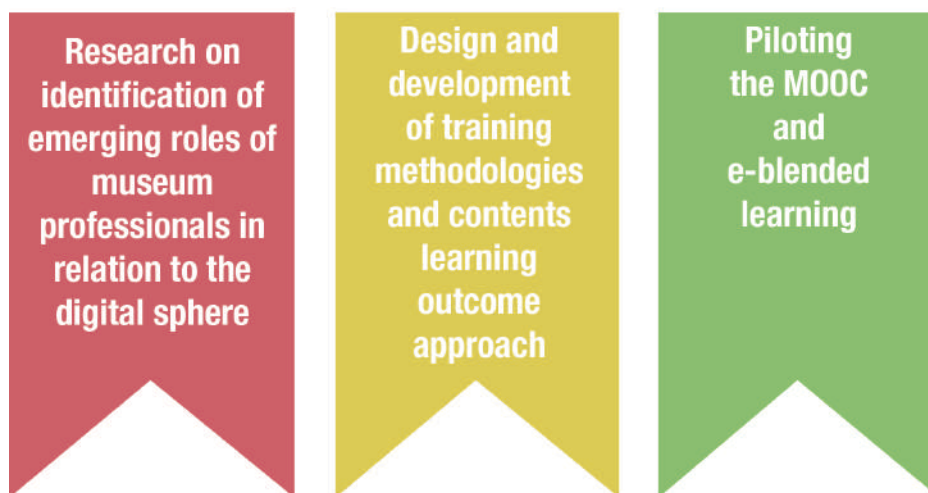 Research on
identification of
emerging roles of
museum
professionals in
relation to the
digital sphere
Design and
development
of training
methodologies
and contents
learning
outcome
approach
Piloting
the MOOC
and
e-blended
learning